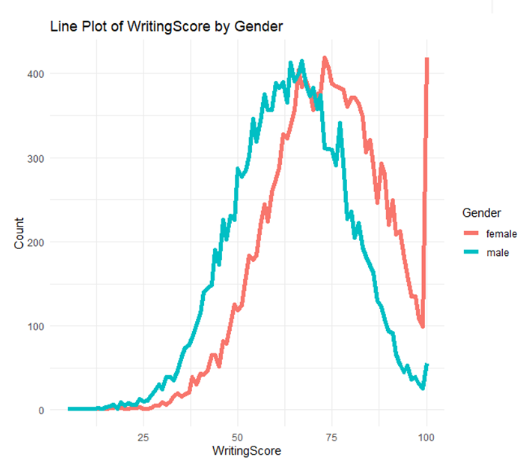 Line Plot of WritingScore by Gender
400
300
200
100
0
Count
25
50
75
100
WritingScore
Gender
female
male